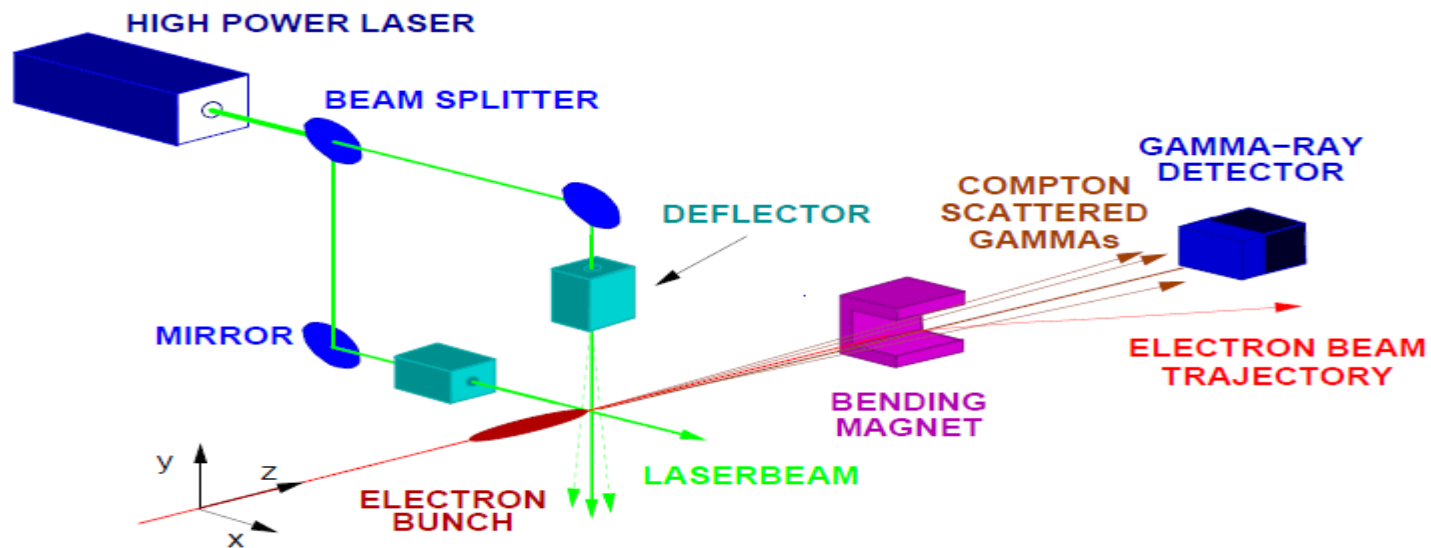 HIGH POWER LASER
BEAM SPLITTER
GAMMA−RAY
DETECTOR
COMPTON
SCATTERED
GAMMAs
DEFLECTOR
MIRROR
ELECTRON BEAM
TRAJECTORY
BENDING
MAGNET
LASERBEAM
ELECTRON
BUNCH
y
z
x